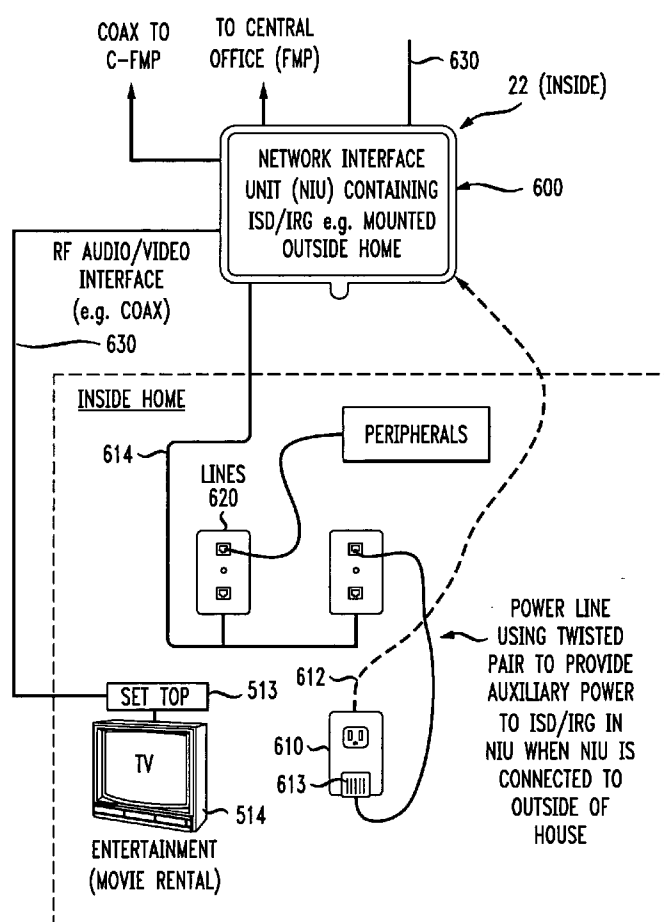 COAX TO
C-FMP
TO CENTRAL
OFFICE (FMP)
630
22 (INSIDE)
NETWORK INTERFACE
UNIT (NIU) CONTAINING
ISD/IRG e.g. MOUNTED
OUTSIDE HOME
600
RF AUDIO/VIDEO
INTERFACE
(e.g. COAX)
630
INSIDE HOME
614
PERIPHERALS
LINES
620
POWER LINE
USING TWISTED
PAIR TO PROVIDE
AUXILIARY POWER
TO ISD/IRG IN
NIU WHEN NIU IS
CONNECTED TO
OUTSIDE OF
HOUSE
612
SET TOP
513
610
613
TV
514
ENTERTAINMENT
(MOVIE RENTAL)